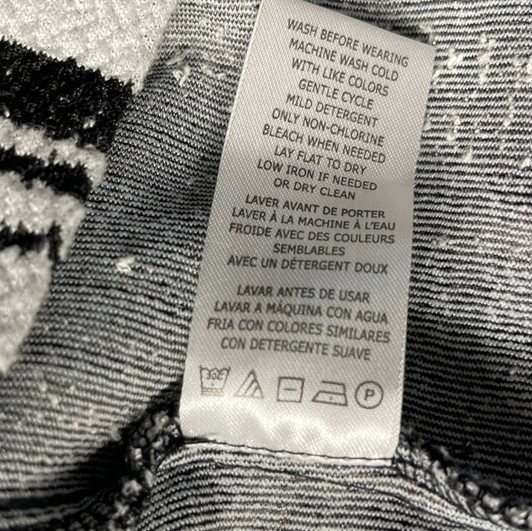 WASH BEFORE WEARING
MACHINE WASH COLD
WITH LIKE COLORS
GENTLE CYCLE
MILD DETERGENT
ONLY NON-CHLORINE
BLEACH WHEN NEEDED
LAY FLAT TO DRY
LOW IRON IF NEEDED
OR DRY CLEAN
LAVER AVANT DE PORTER
LAVER À LA MACHINE À L'EAU
FROIDE AVEC DES COULEURS
SEMBLABLES
AVEC UN DÉTERGENT DOUX
LAVAR ANTES DE USAR
LAVAR A MÁQUINA CON AGUA
FRIA CON COLORES SIMILARES
CON DETERGENTE SUAVE
P